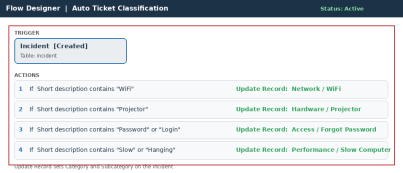 Flow Designer | Auto Ticket Classification
Status: Active
TRIGGER
Incident [Created]
Table: Incident
ACTIONS
1 If Short description contains "WiFi" Update Record: Network / WiFi
2 If Short description contains "Projector" Update Record: Hardware / Projector
3 If Short description contains "Password" or "Login" Update Record: Access / Forgot Password
4 If Short description contains "Slow" or "Hanging" Update Record: Performance / Slow Computer
Update Record sets Category and Subcategory on the Incident